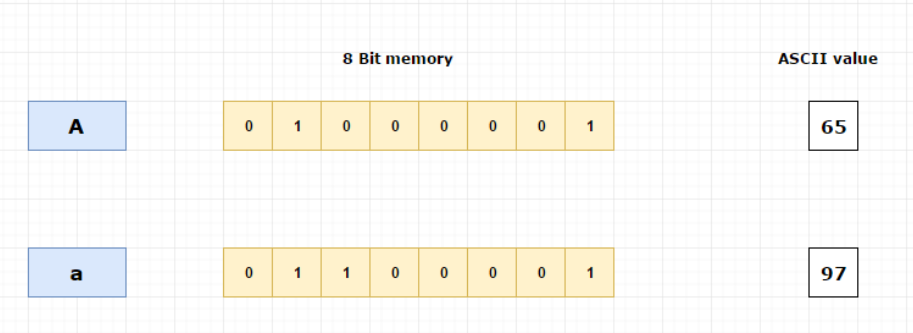 8 Bit memory ASCII value
A 0 1 0 0 0 0 0 1 65
a 0 1 1 0 0 0 0 1 97